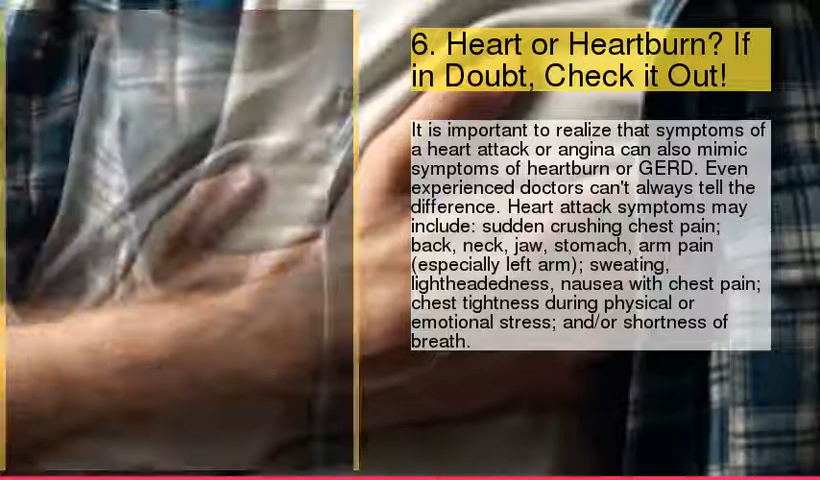 6. Heart or Heartburn? If
in Doubt, Check it Out!
It is important to realize that symptoms of
a heart attack or angina can also mimic
symptoms of heartburn or GERD. Even
experienced doctors can't always tell the
difference. Heart attack symptoms may
include: sudden crushing chest pain;
back, neck, jaw, stomach, arm pain
(especially left arm); sweating,
lightheadedness, nausea with chest pain;
chest tightness during physical or
emotional stress; and/or shortness of
breath.